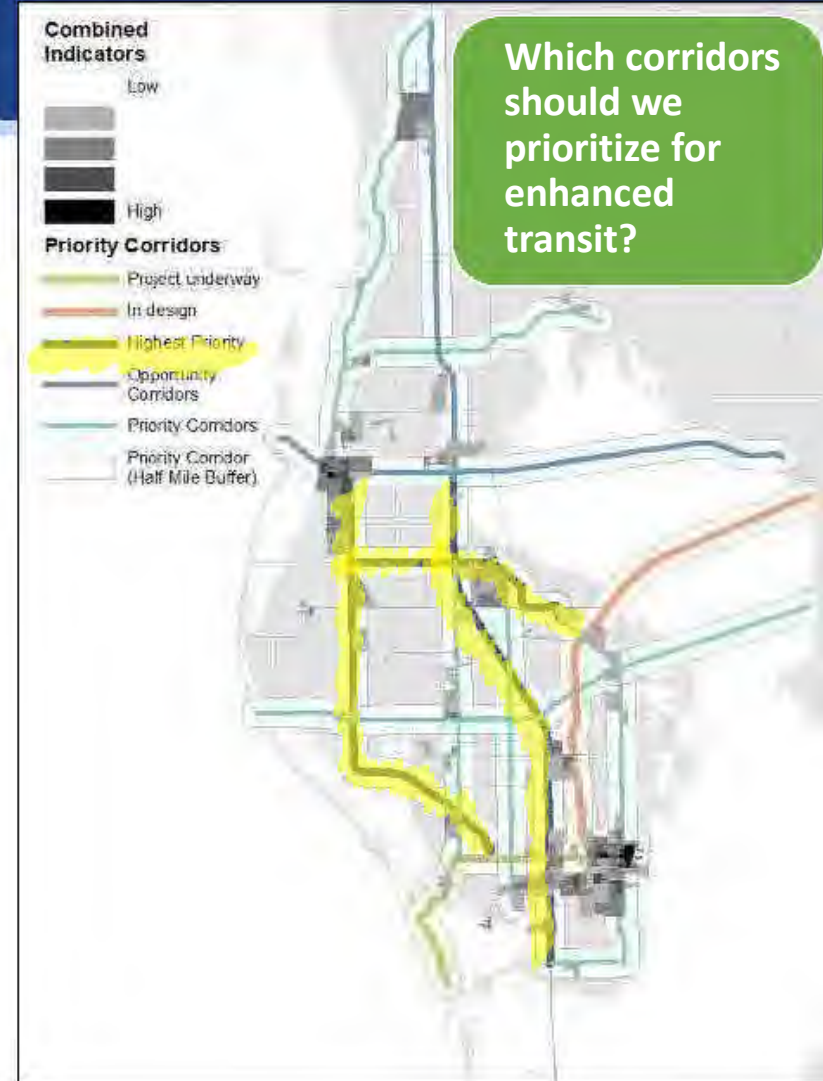 Combined
Indicators
Low
High
Priority Corridors
Project underway
In design
Highest Priority
Opportunity
Corridors
Priority Corridors
Priority Corridor
(Half Mile Buffer)
Which corridors
should we
prioritize for
enhanced
transit?